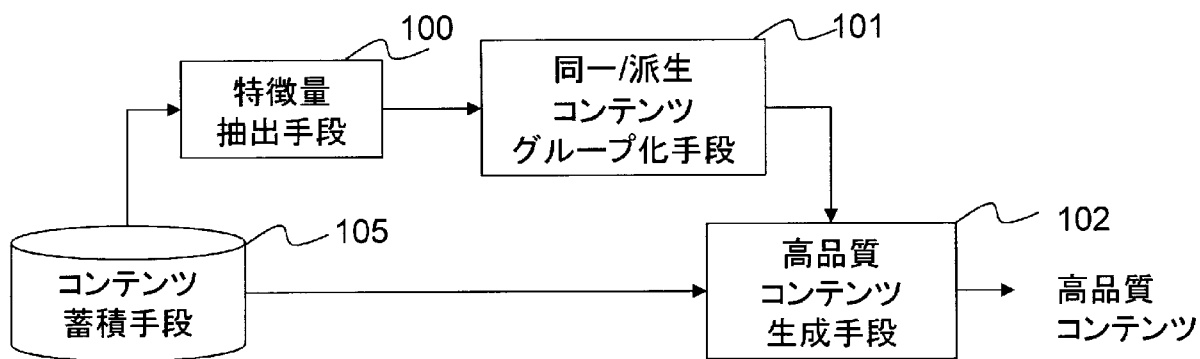 100
特徴量
抽出手段
101
同一/派生
コンテンツ
グループ化手段
105
コンテンツ
蓄積手段
102
高品質
コンテンツ
生成手段
高品質
コンテンツ